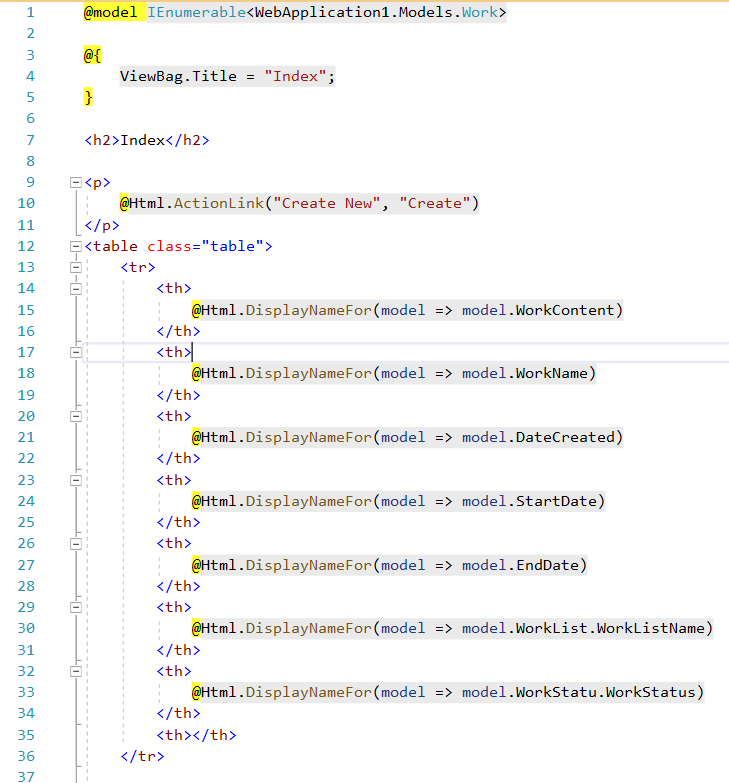 1 @model IEnumerable<WebApplication1.Models.Work>
2
3 @{
4 ViewBag.Title = "Index";
5 }
6
7 <h2>Index</h2>
8
9 <p>
10 @Html.ActionLink("Create New", "Create")
11 </p>
12 <table class="table">
13 <tr>
14 <th>
15 @Html.DisplayNameFor(model => model.WorkContent)
16 </th>
17 <th>
18 @Html.DisplayNameFor(model => model.WorkName)
19 </th>
20 <th>
21 @Html.DisplayNameFor(model => model.DateCreated)
22 </th>
23 <th>
24 @Html.DisplayNameFor(model => model.StartDate)
25 </th>
26 <th>
27 @Html.DisplayNameFor(model => model.EndDate)
28 </th>
29 <th>
30 @Html.DisplayNameFor(model => model.WorkList.WorkListName)
31 </th>
32 <th>
33 @Html.DisplayNameFor(model => model.WorkStatu.WorkStatus)
34 </th>
35 <th></th>
36 </tr>
37